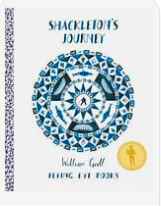 SHACKLETON'S
JOURNEY
William Grill
FLYING EYE BOOKS